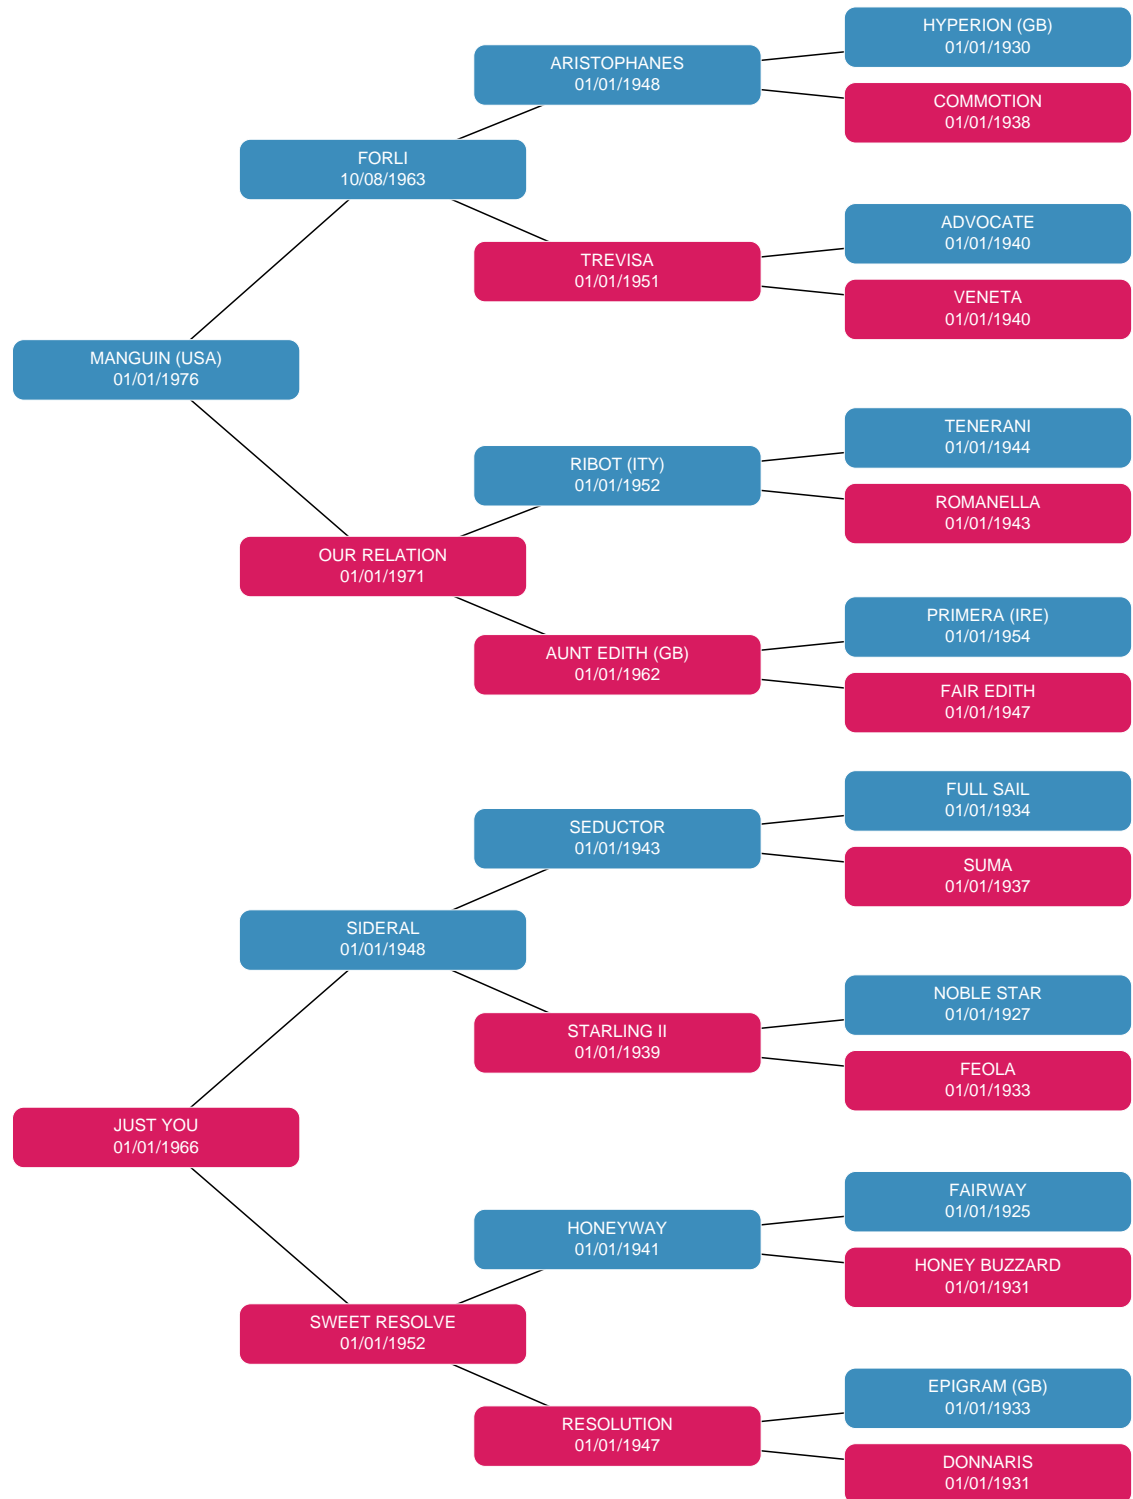 HYPERION (GB)
01/01/1930
ARISTOPHANES
01/01/1948
COMMOTION
01/01/1938
FORLI
10/08/1963
ADVOCATE
01/01/1940
TREVISA
01/01/1951
VENETA
01/01/1940
MANGUIN (USA)
01/01/1976
TENERANI
01/01/1944
RIBOT (ITY)
01/01/1952
ROMANELLA
01/01/1943
OUR RELATION
01/01/1971
PRIMERA (IRE)
01/01/1954
AUNT EDITH (GB)
01/01/1962
FAIR EDITH
01/01/1947
FULL SAIL
01/01/1934
SEDUCTOR
01/01/1943
SUMA
01/01/1937
SIDERAL
01/01/1948
NOBLE STAR
01/01/1927
STARLING II
01/01/1939
FEOLA
01/01/1933
JUST YOU
01/01/1966
FAIRWAY
01/01/1925
HONEYWAY
01/01/1941
HONEY BUZZARD
01/01/1931
SWEET RESOLVE
01/01/1952
EPIGRAM (GB)
01/01/1933
RESOLUTION
01/01/1947
DONNARIS
01/01/1931